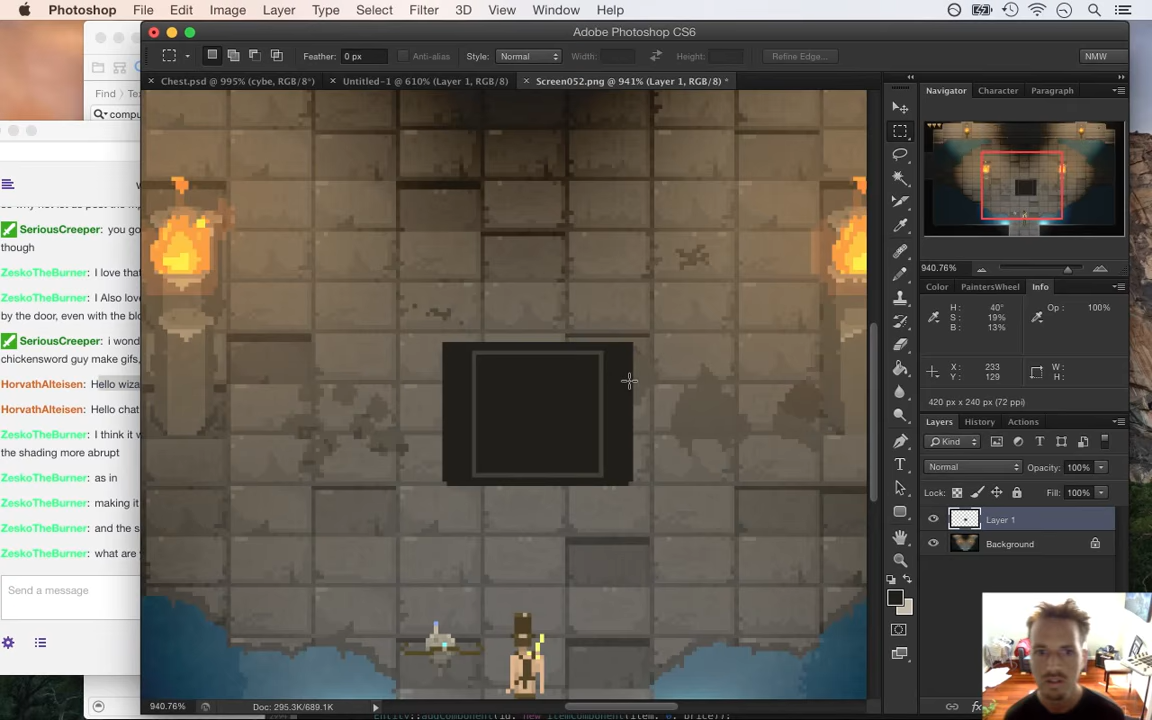 Photoshop File Edit Image Layer Type Select Filter 3D View Window Help
Adobe Photoshop CS6
Feather: 0 px Anti-alias Style: Normal Width: Height: Refine Edge... NMW
Chest.psd @ 995% (cybe, RGB/8*) Untitled-1 @ 610% (Layer 1, RGB/8) Screen052.png @ 941% (Layer 1, RGB/8) *
Find
compu
SeriousCreeper: you go
though
ZeskoTheBurner: I love tha
ZeskoTheBurner: I Also lov
by the door, even with the blo
SeriousCreeper: i wond
chickensword guy make gifs,
HorvathAlteisen: Hello wiza
HorvathAlteisen: Hello chat
ZeskoTheBurner: I think it w
the shading more abrupt
ZeskoTheBurner: as in
ZeskoTheBurner: making it
ZeskoTheBurner: and the s
ZeskoTheBurner: what are
Send a message
Navigator Character Paragraph
940.76%
Color PaintersWheel Info
H: 40° Op: 100%
S: 19%
B: 13%
X: 233 W:
Y: 129 H:
420 px x 240 px (72 ppi)
Layers History Actions
Kind
Normal Opacity: 100%
Lock: Fill: 100%
Layer 1
Background
940.76% Doc: 295.3K/689.1K